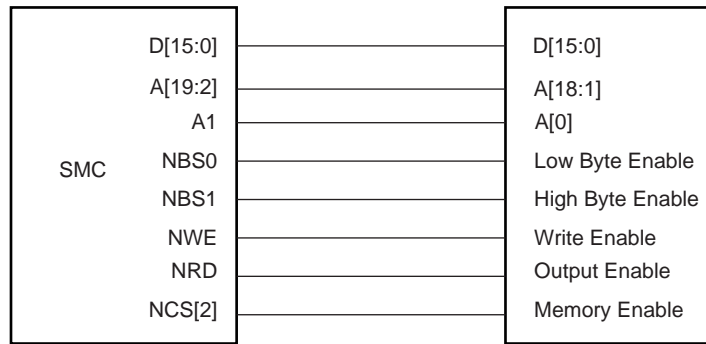 D[15:0] D[15:0]
A[19:2] A[18:1]
A1 A[0]
NBS0 Low Byte Enable
SMC
NBS1 High Byte Enable
NWE Write Enable
NRD Output Enable
NCS[2] Memory Enable